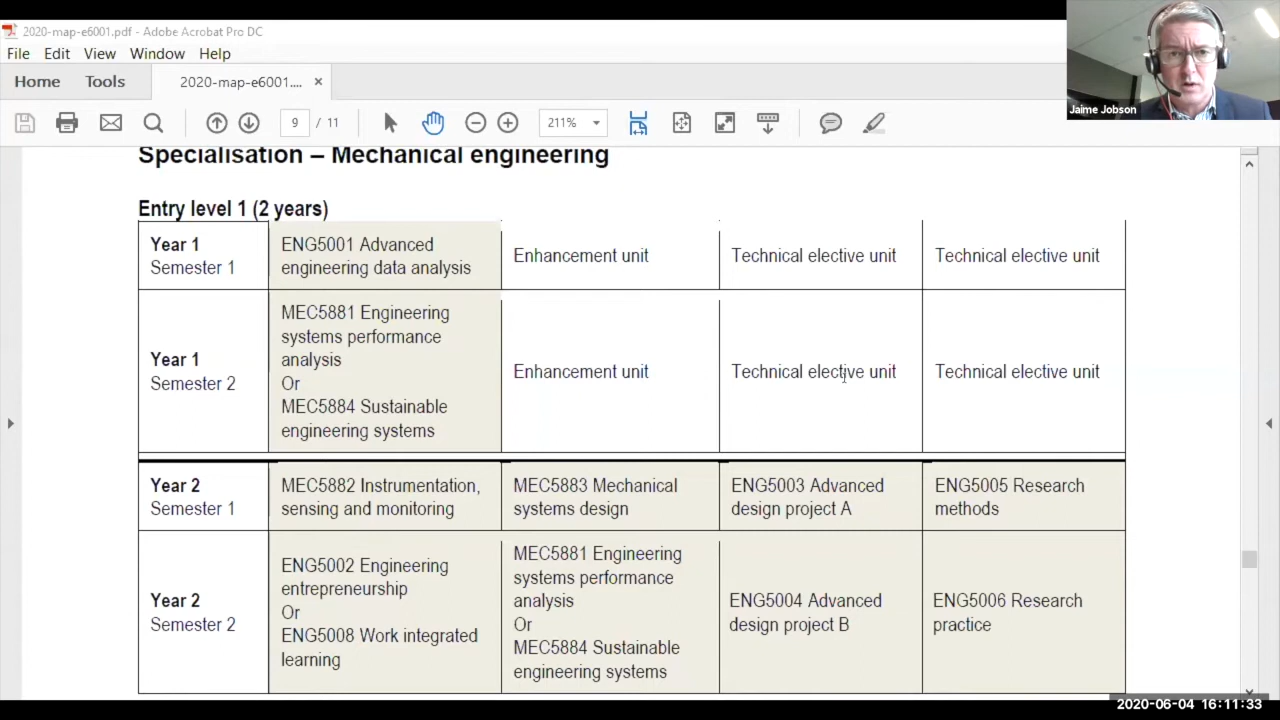 2020-map-e6001.pdf - Adobe Acrobat Pro DC
File Edit View Window Help
Home Tools 2020-map-e6001.... ×
9 / 11 211%
Jaime Jobson
Specialisation – Mechanical engineering
Entry level 1 (2 years)
Year 1
Semester 1
ENG5001 Advanced
engineering data analysis
Enhancement unit
Technical elective unit
Technical elective unit
Year 1
Semester 2
MEC5881 Engineering
systems performance
analysis
Or
MEC5884 Sustainable
engineering systems
Enhancement unit
Technical elective unit
Technical elective unit
Year 2
Semester 1
MEC5882 Instrumentation,
sensing and monitoring
MEC5883 Mechanical
systems design
ENG5003 Advanced
design project A
ENG5005 Research
methods
Year 2
Semester 2
ENG5002 Engineering
entrepreneurship
Or
ENG5008 Work integrated
learning
MEC5881 Engineering
systems performance
analysis
Or
MEC5884 Sustainable
engineering systems
ENG5004 Advanced
design project B
ENG5006 Research
practice
2020-06-04 16:11:33